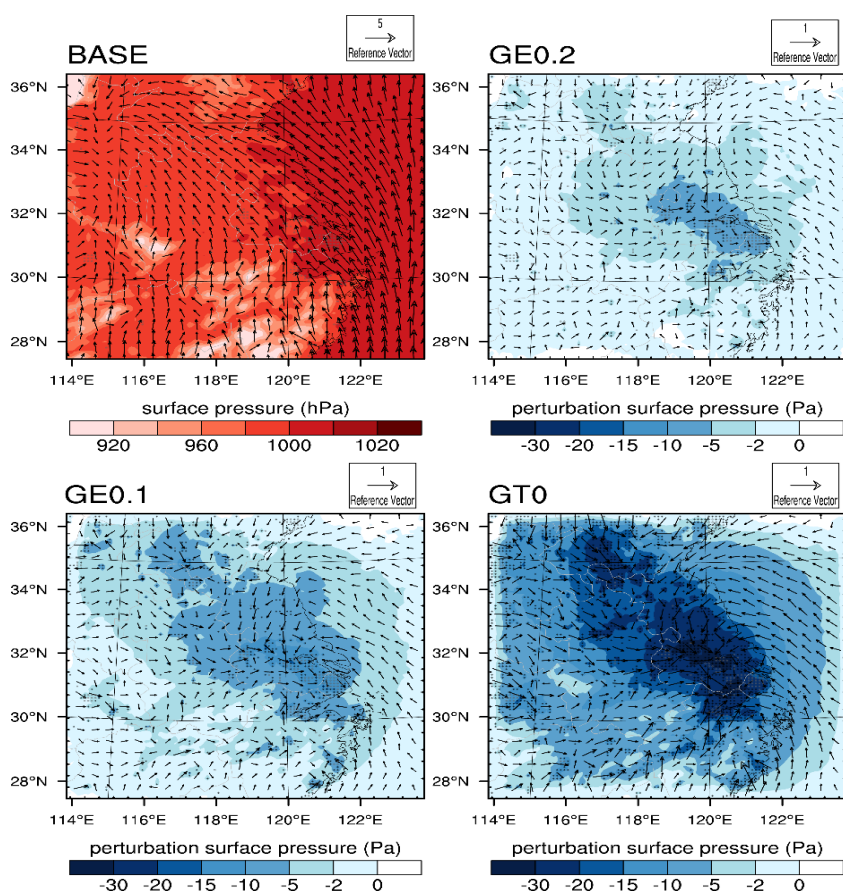 5
Reference Vector
BASE
36°N
34°N
32°N
30°N
28°N
114°E 116°E 118°E 120°E 122°E
surface pressure (hPa)
920 960 1000 1020
1
Reference Vector
GE0.2
36°N
34°N
32°N
30°N
28°N
114°E 116°E 118°E 120°E 122°E
perturbation surface pressure (Pa)
-30 -20 -15 -10 -5 -2 0
1
Reference Vector
GE0.1
36°N
34°N
32°N
30°N
28°N
114°E 116°E 118°E 120°E 122°E
perturbation surface pressure (Pa)
-30 -20 -15 -10 -5 -2 0
1
Reference Vector
GT0
36°N
34°N
32°N
30°N
28°N
114°E 116°E 118°E 120°E 122°E
perturbation surface pressure (Pa)
-30 -20 -15 -10 -5 -2 0